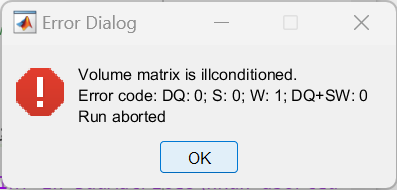 Error Dialog
Volume matrix is illconditioned.
Error code: DQ: 0; S: 0; W: 1; DQ+SW: 0
Run aborted
OK